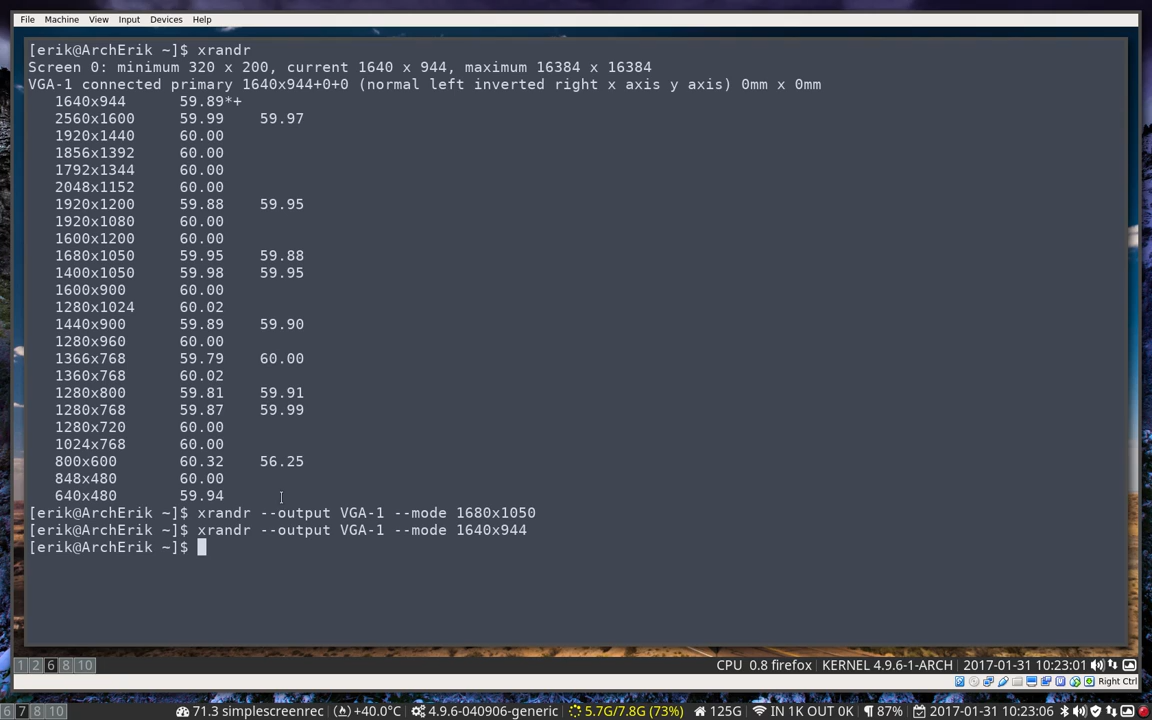 File Machine View Input Devices Help
[erik@ArchErik ~]$ xrandr
Screen 0: minimum 320 x 200, current 1640 x 944, maximum 16384 x 16384
VGA-1 connected primary 1640x944+0+0 (normal left inverted right x axis y axis) 0mm x 0mm
1640x944 59.89*+
2560x1600 59.99 59.97
1920x1440 60.00
1856x1392 60.00
1792x1344 60.00
2048x1152 60.00
1920x1200 59.88 59.95
1920x1080 60.00
1600x1200 60.00
1680x1050 59.95 59.88
1400x1050 59.98 59.95
1600x900 60.00
1280x1024 60.02
1440x900 59.89 59.90
1280x960 60.00
1366x768 59.79 60.00
1360x768 60.02
1280x800 59.81 59.91
1280x768 59.87 59.99
1280x720 60.00
1024x768 60.00
800x600 60.32 56.25
848x480 60.00
640x480 59.94
[erik@ArchErik ~]$ xrandr --output VGA-1 --mode 1680x1050
[erik@ArchErik ~]$ xrandr --output VGA-1 --mode 1640x944
[erik@ArchErik ~]$
1 2 6 8 10 CPU 0.8 firefox KERNEL 4.9.6-1-ARCH 2017-01-31 10:23:01
Right Ctrl
6 7 8 10 71.3 simplescreenrec +40.0°C 4.9.6-040906-generic 5.7G/7.8G (73%) 125G IN 1K OUT 0K ¶ 87% 2017-01-31 10:23:06